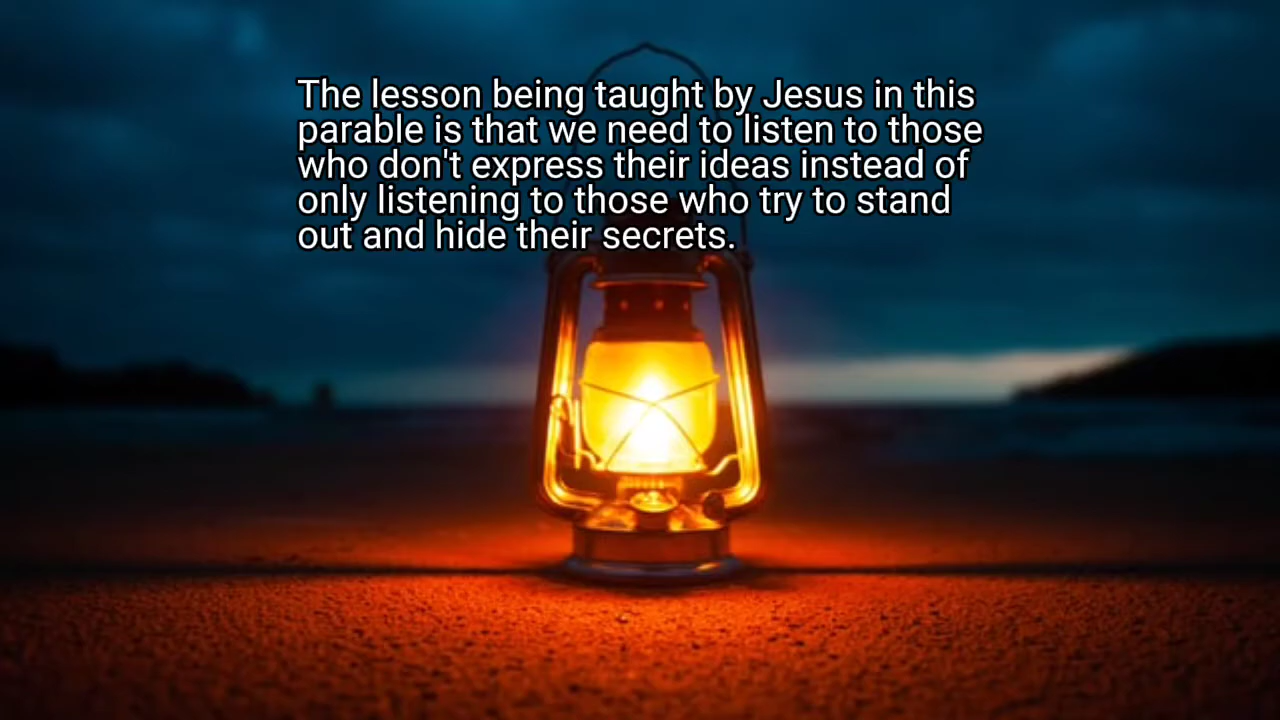 The lesson being taught by Jesus in this
parable is that we need to listen to those
who don't express their ideas instead of
only listening to those who try to stand
out and hide their secrets.